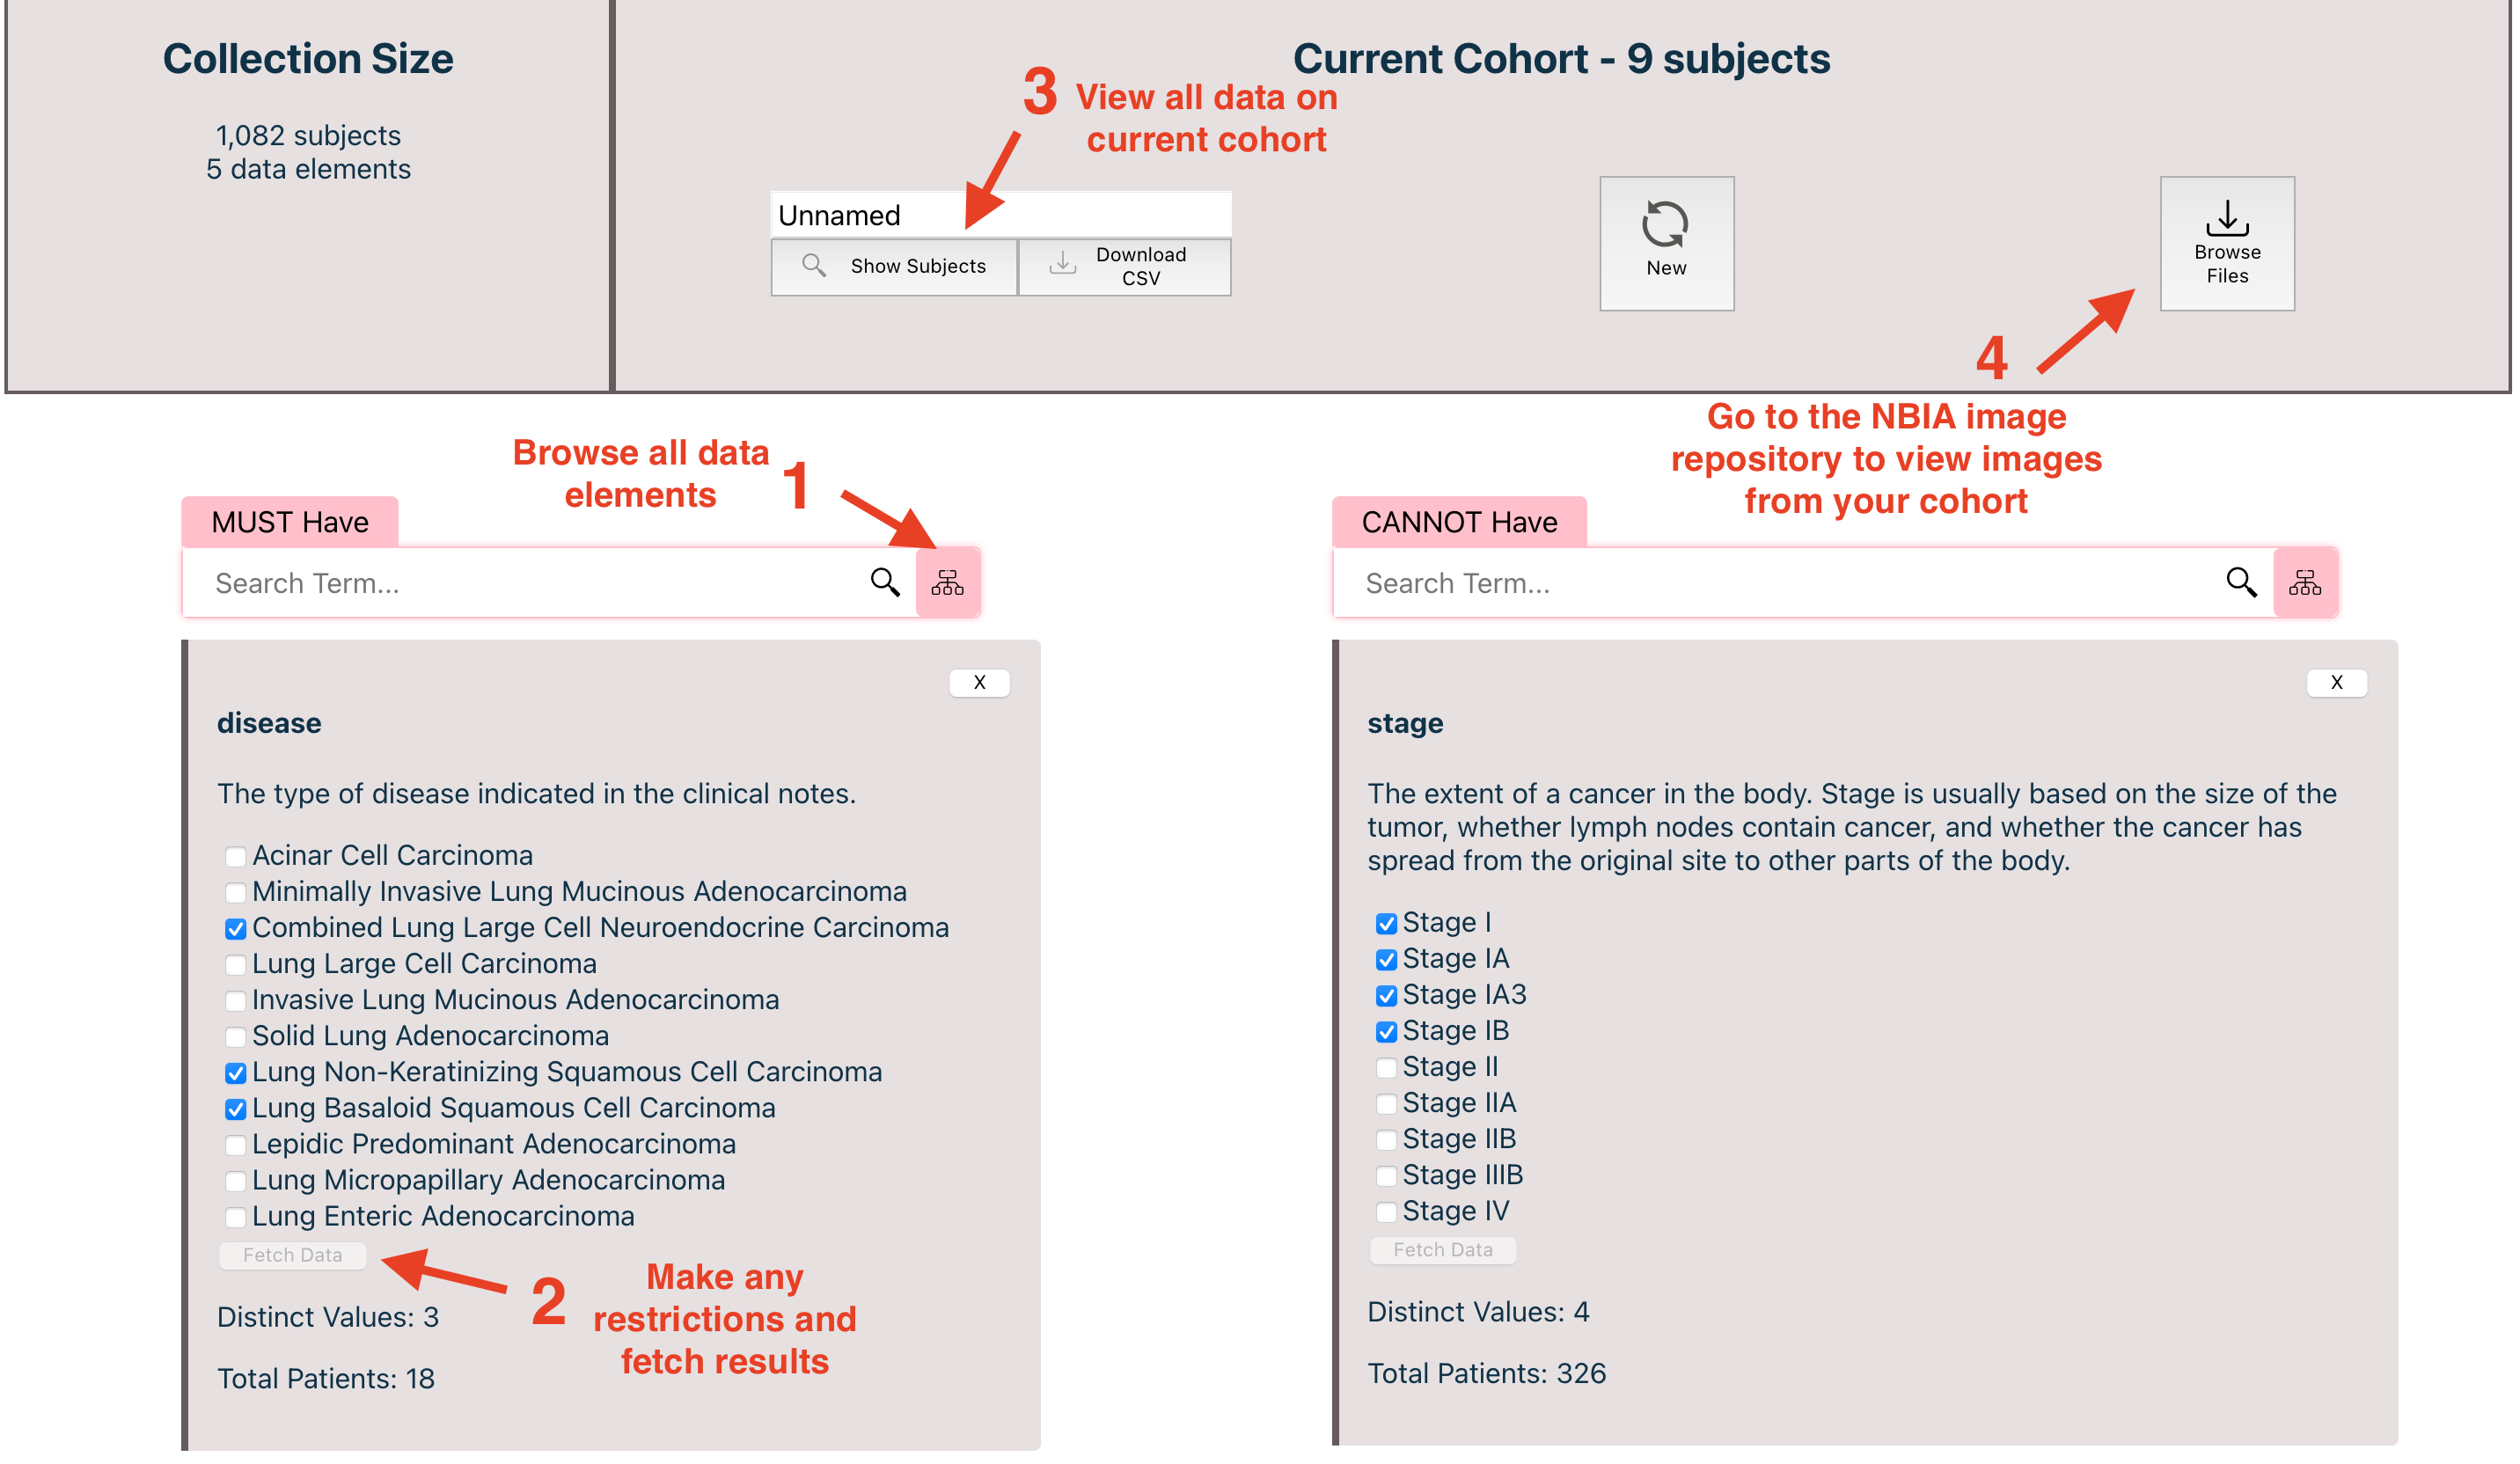 Collection Size
1,082 subjects
5 data elements
Current Cohort - 9 subjects
3 View all data on
current cohort
Unnamed
Show Subjects
Download
CSV
New
Browse
Files
4
Go to the NBIA image
repository to view images
from your cohort
Browse all data
elements
1
MUST Have
Search Term...
X
disease
The type of disease indicated in the clinical notes.
Acinar Cell Carcinoma
Minimally Invasive Lung Mucinous Adenocarcinoma
Combined Lung Large Cell Neuroendocrine Carcinoma
Lung Large Cell Carcinoma
Invasive Lung Mucinous Adenocarcinoma
Solid Lung Adenocarcinoma
Lung Non-Keratinizing Squamous Cell Carcinoma
Lung Basaloid Squamous Cell Carcinoma
Lepidic Predominant Adenocarcinoma
Lung Micropapillary Adenocarcinoma
Lung Enteric Adenocarcinoma
Fetch Data
2
Make any
restrictions and
fetch results
Distinct Values: 3
Total Patients: 18
CANNOT Have
Search Term...
X
stage
The extent of a cancer in the body. Stage is usually based on the size of the
tumor, whether lymph nodes contain cancer, and whether the cancer has
spread from the original site to other parts of the body.
Stage I
Stage IA
Stage IA3
Stage IB
Stage II
Stage IIA
Stage IIB
Stage IIIB
Stage IV
Fetch Data
Distinct Values: 4
Total Patients: 326